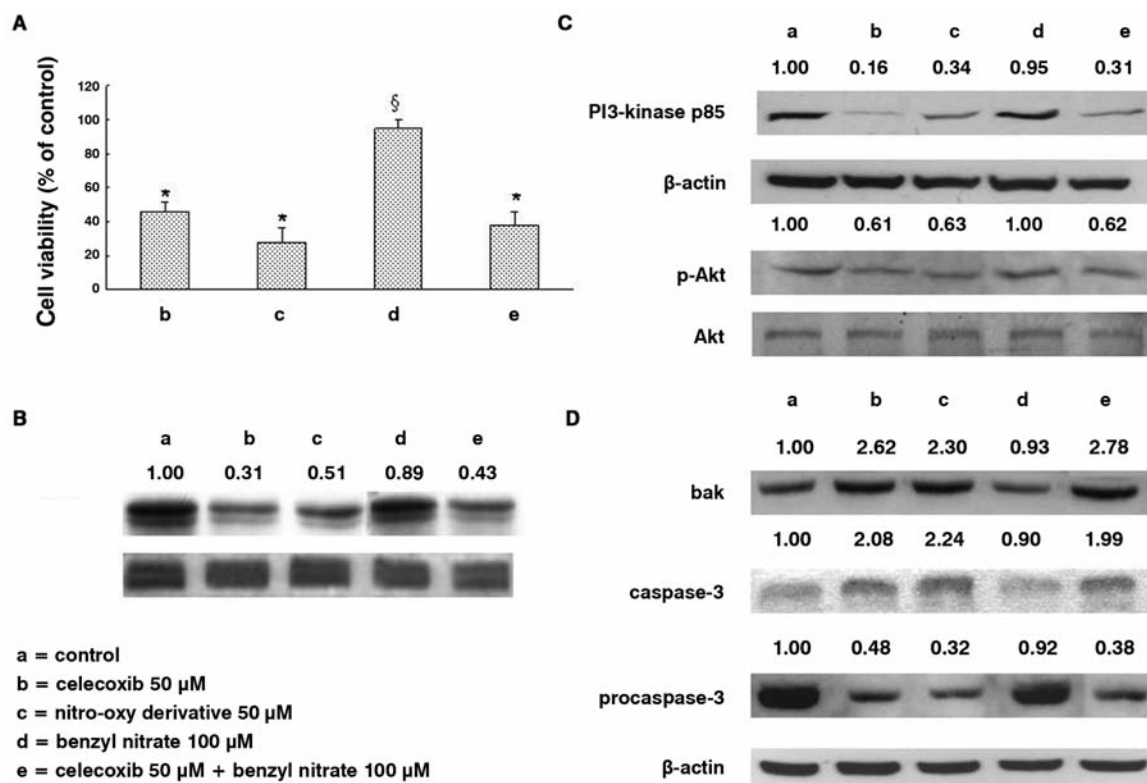 A
Cell viability (% of control)
120
100
80
60
40
20
0
*
*
§
*
b c d e
B
a b c d e
1.00 0.31 0.51 0.89 0.43
a = control
b = celecoxib 50 µM
c = nitro-oxy derivative 50 µM
d = benzyl nitrate 100 µM
e = celecoxib 50 µM + benzyl nitrate 100 µM
C
a b c d e
1.00 0.16 0.34 0.95 0.31
PI3-kinase p85
β-actin
1.00 0.61 0.63 1.00 0.62
p-Akt
Akt
D
a b c d e
1.00 2.62 2.30 0.93 2.78
bak
1.00 2.08 2.24 0.90 1.99
caspase-3
1.00 0.48 0.32 0.92 0.38
procaspase-3
β-actin